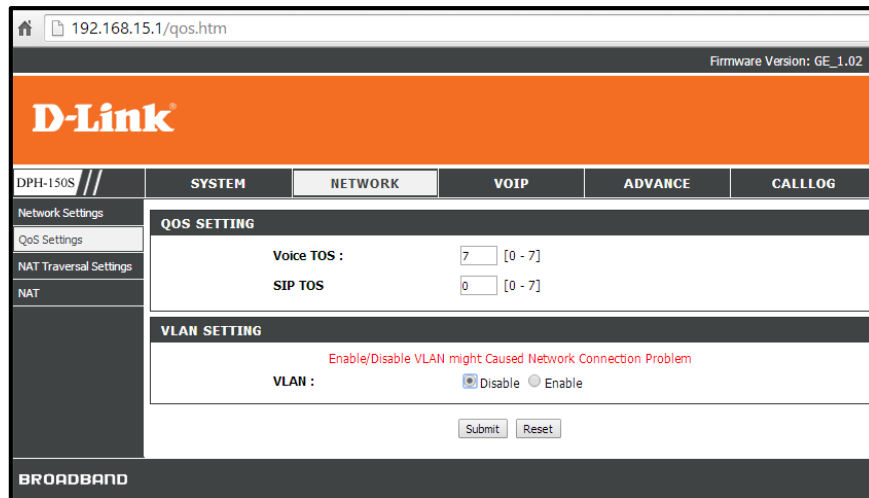 192.168.15.1/qos.htm
Firmware Version: GE_1.02
D-Link®
DPH-150S SYSTEM NETWORK VOIP ADVANCE CALLLOG
Network Settings
QoS Settings
NAT Traversal Settings
NAT
QOS SETTING
Voice TOS : 7 [0 - 7]
SIP TOS 0 [0 - 7]
VLAN SETTING
Enable/Disable VLAN might Caused Network Connection Problem
VLAN : Disable Enable
Submit Reset
BROADBAND